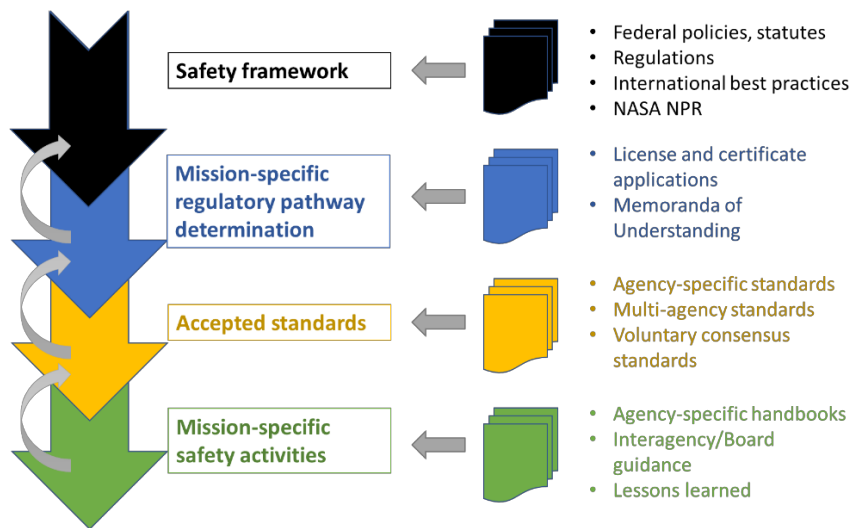 Safety framework
• Federal policies, statutes
• Regulations
• International best practices
• NASA NPR
Mission-specific
regulatory pathway
determination
• License and certificate
applications
• Memoranda of
Understanding
Accepted standards
• Agency-specific standards
• Multi-agency standards
• Voluntary consensus
standards
Mission-specific
safety activities
• Agency-specific handbooks
• Interagency/Board
guidance
• Lessons learned